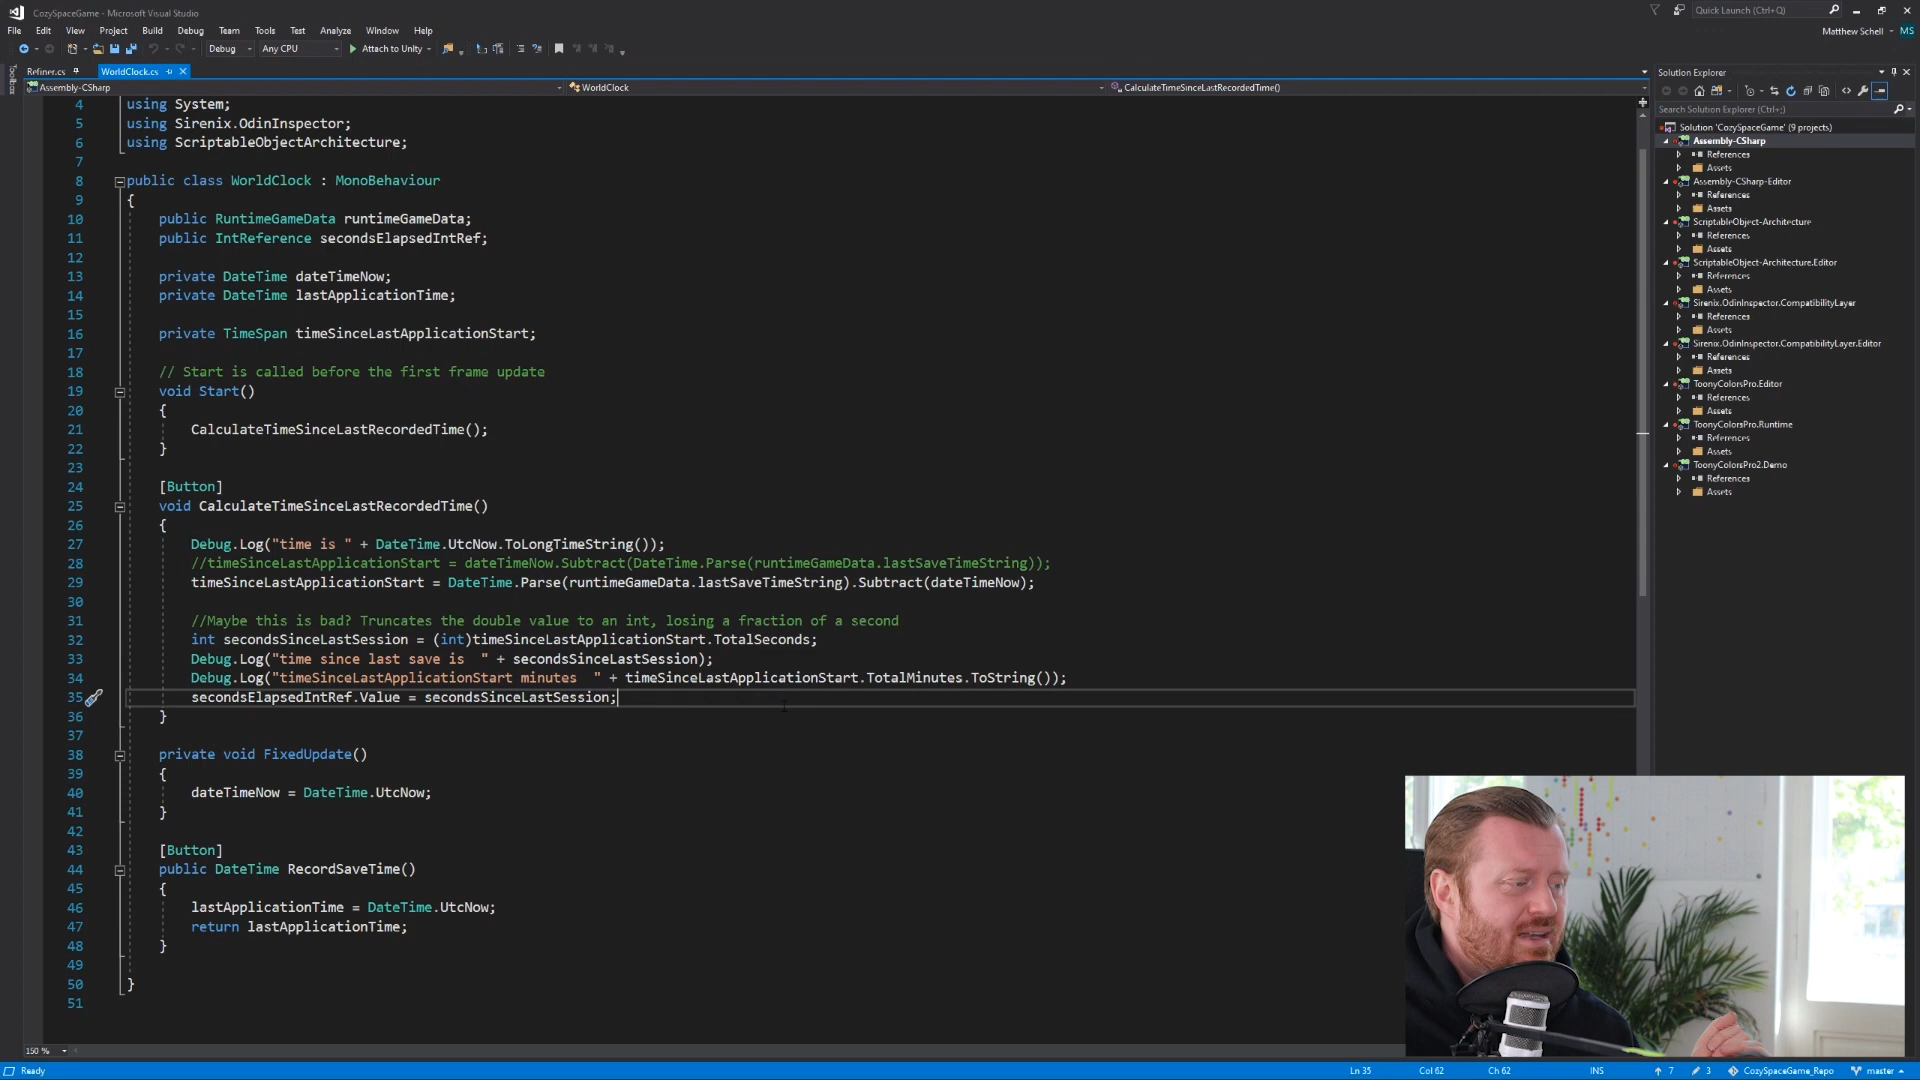 CozySpaceGame - Microsoft Visual Studio
Quick Launch (Ctrl+Q)
File Edit View Project Build Debug Team Tools Test Analyze Window Help
Matthew Schell MS
Debug Any CPU Attach to Unity
Toolbox
Refiner.cs WorldClock.cs
Assembly-CSharp WorldClock CalculateTimeSinceLastRecordedTime()
4 using System;
5 using Sirenix.OdinInspector;
6 using ScriptableObjectArchitecture;
7
8 public class WorldClock : MonoBehaviour
9 {
10 public RuntimeGameData runtimeGameData;
11 public IntReference secondsElapsedIntRef;
12
13 private DateTime dateTimeNow;
14 private DateTime lastApplicationTime;
15
16 private TimeSpan timeSinceLastApplicationStart;
17
18 // Start is called before the first frame update
19 void Start()
20 {
21 CalculateTimeSinceLastRecordedTime();
22 }
23
24 [Button]
25 void CalculateTimeSinceLastRecordedTime()
26 {
27 Debug.Log("time is " + DateTime.UtcNow.ToLongTimeString());
28 //timeSinceLastApplicationStart = dateTimeNow.Subtract(DateTime.Parse(runtimeGameData.lastSaveTimeString));
29 timeSinceLastApplicationStart = DateTime.Parse(runtimeGameData.lastSaveTimeString).Subtract(dateTimeNow);
30
31 //Maybe this is bad? Truncates the double value to an int, losing a fraction of a second
32 int secondsSinceLastSession = (int)timeSinceLastApplicationStart.TotalSeconds;
33 Debug.Log("time since last save is  " + secondsSinceLastSession);
34 Debug.Log("timeSinceLastApplicationStart minutes  " + timeSinceLastApplicationStart.TotalMinutes.ToString());
35 secondsElapsedIntRef.Value = secondsSinceLastSession;
36 }
37
38 private void FixedUpdate()
39 {
40 dateTimeNow = DateTime.UtcNow;
41 }
42
43 [Button]
44 public DateTime RecordSaveTime()
45 {
46 lastApplicationTime = DateTime.UtcNow;
47 return lastApplicationTime;
48 }
49
50 }
51
150 %
Solution Explorer
Search Solution Explorer (Ctrl+;)
Solution 'CozySpaceGame' (9 projects)
Assembly-CSharp
References
Assets
Assembly-CSharp-Editor
References
Assets
ScriptableObject-Architecture
References
Assets
ScriptableObject-Architecture.Editor
References
Assets
Sirenix.OdinInspector.CompatibilityLayer
References
Assets
Sirenix.OdinInspector.CompatibilityLayer.Editor
References
Assets
ToonyColorsPro.Editor
References
Assets
ToonyColorsPro.Runtime
References
Assets
ToonyColorsPro2.Demo
References
Assets
Ready Ln 35 Col 62 Ch 62 INS 7 3 CozySpaceGame_Repo master